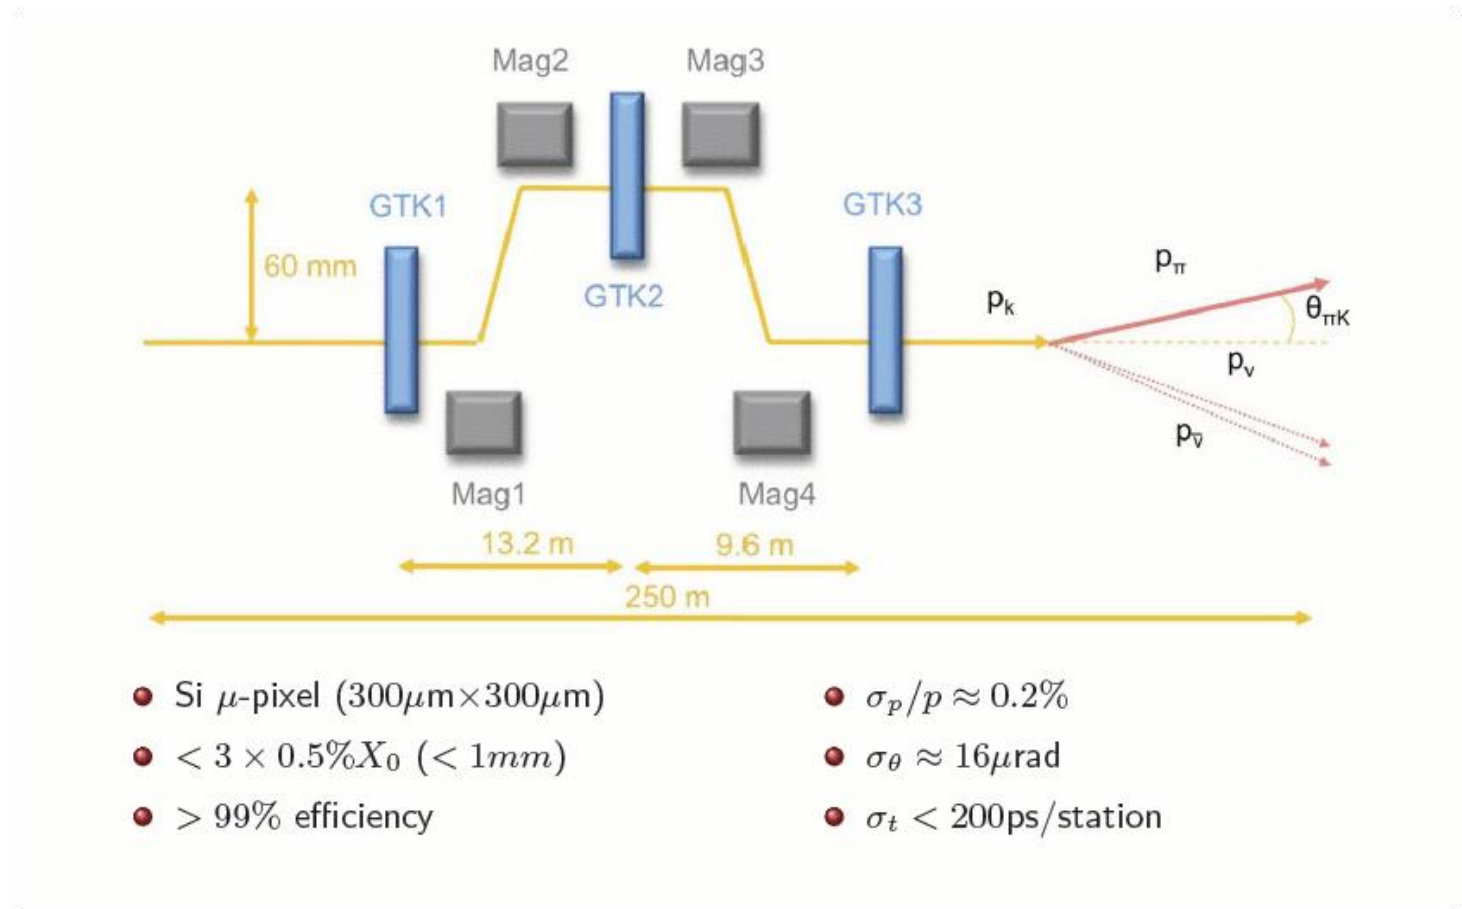 Mag2 Mag3
GTK1 GTK3
60 mm
GTK2
pπ
pk
θπK
pν
pν̅
Mag1 Mag4
13.2 m 9.6 m
250 m
Si μ-pixel (300μm×300μm)
< 3 × 0.5%X₀ (< 1mm)
> 99% efficiency
σp/p ≈ 0.2%
σθ ≈ 16μrad
σt < 200ps/station